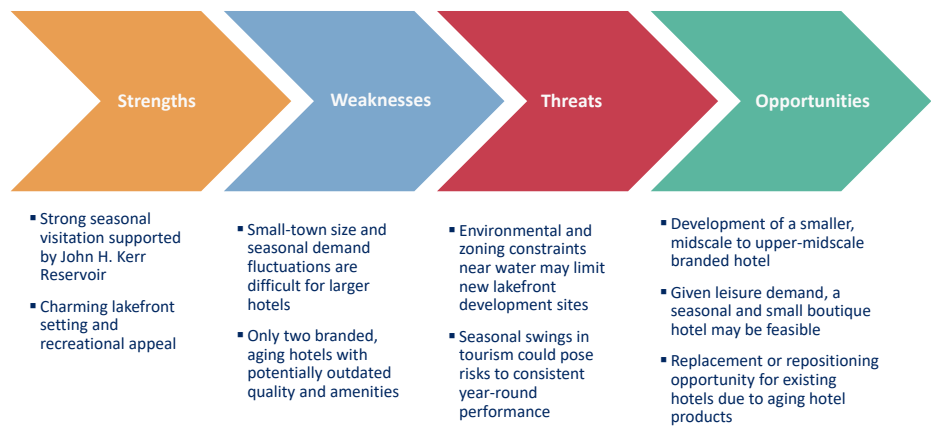 Strengths
Weaknesses
Threats
Opportunities
▪ Strong seasonal
visitation supported
by John H. Kerr
Reservoir
▪ Charming lakefront
setting and
recreational appeal
▪ Small-town size and
seasonal demand
fluctuations are
difficult for larger
hotels
▪ Only two branded,
aging hotels with
potentially outdated
quality and amenities
▪ Environmental and
zoning constraints
near water may limit
new lakefront
development sites
▪ Seasonal swings in
tourism could pose
risks to consistent
year-round
performance
▪ Development of a smaller,
midscale to upper-midscale
branded hotel
▪ Given leisure demand, a
seasonal and small boutique
hotel may be feasible
▪ Replacement or repositioning
opportunity for existing
hotels due to aging hotel
products